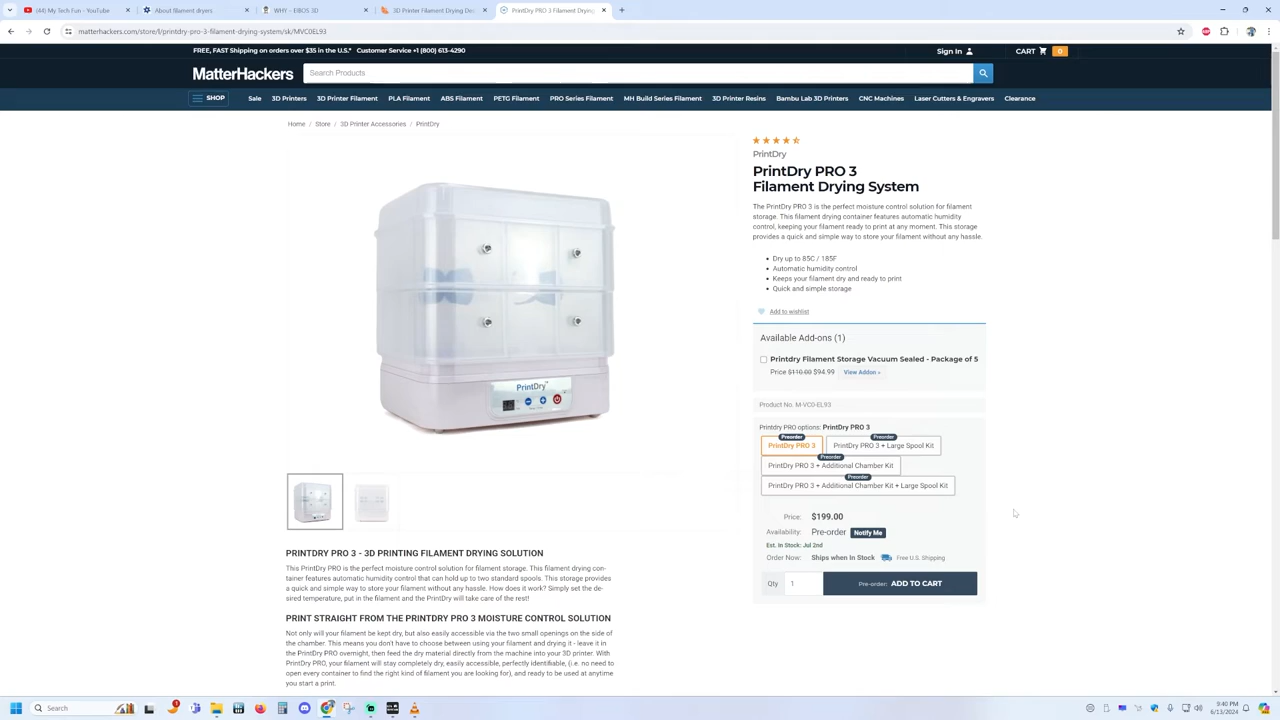 (44) My Tech Fun - YouTube
About filament dryers
WHY – EIBOS 3D
3D Printer Filament Drying De
PrintDry PRO 3 Filament Drying
matterhackers.com/store/l/printdry-pro-3-filament-drying-system/sk/MVC0EL93
FREE, FAST Shipping on orders over $35 in the U.S.* Customer Service +1 (800) 613-4290
Sign In
CART
0
MatterHackers
Search Products
SHOP
Sale
3D Printers
3D Printer Filament
PLA Filament
ABS Filament
PETG Filament
PRO Series Filament
MH Build Series Filament
3D Printer Resins
Bambu Lab 3D Printers
CNC Machines
Laser Cutters & Engravers
Clearance
Home / Store / 3D Printer Accessories / PrintDry
PrintDry
PrintDry PRO 3
Filament Drying System
The PrintDry PRO 3 is the perfect moisture control solution for filament
storage. This filament drying container features automatic humidity
control, keeping your filament ready to print at any moment. This storage
provides a quick and simple way to store your filament without any hassle.
• Dry up to 85C / 185F
• Automatic humidity control
• Keeps your filament dry and ready to print
• Quick and simple storage
Add to wishlist
Available Add-ons (1)
Printdry Filament Storage Vacuum Sealed - Package of 5
Price $110.00 $94.99 View Addon »
Product No. M-VC0-EL93
Printdry PRO options: PrintDry PRO 3
Preorder
PrintDry PRO 3
Preorder
PrintDry PRO 3 + Large Spool Kit
Preorder
PrintDry PRO 3 + Additional Chamber Kit
Preorder
PrintDry PRO 3 + Additional Chamber Kit + Large Spool Kit
Price: $199.00
Availability: Pre-order Notify Me
Est. In Stock: Jul 2nd
Order Now: Ships when In Stock Free U.S. Shipping
Qty 1 Pre-order: ADD TO CART
PrintDry™
PRINTDRY PRO 3 - 3D PRINTING FILAMENT DRYING SOLUTION
This PrintDry PRO is the perfect moisture control solution for filament storage. This filament drying con-
tainer features automatic humidity control that can hold up to two standard spools. This storage provides
a quick and simple way to store your filament without any hassle. How does it work? Simply set the de-
sired temperature, put in the filament and the PrintDry will take care of the rest!
PRINT STRAIGHT FROM THE PRINTDRY PRO 3 MOISTURE CONTROL SOLUTION
Not only will your filament be kept dry, but also easily accessible via the two small openings on the side of
the chamber. This means you don't have to choose between using your filament and drying it - leave it in
the PrintDry PRO overnight, then feed the dry material directly from the machine into your 3D printer. With
PrintDry PRO, your filament will stay completely dry, easily accessible, perfectly identifiable, (i.e. no need to
open every container to find the right kind of filament you are looking for), and ready to be used at anytime
you start a print.
Search
9:40 PM
6/13/2024